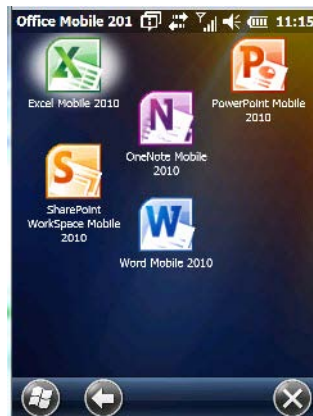 Office Mobile 201 11:15
Excel Mobile 2010
PowerPoint Mobile
2010
OneNote Mobile
2010
SharePoint
WorkSpace Mobile
2010
Word Mobile 2010